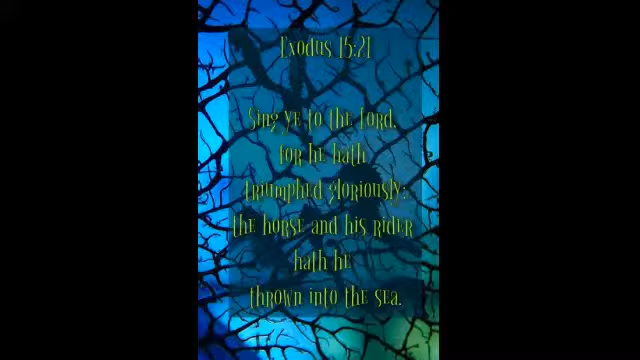 Exodus 15:21
Sing ye to the Lord,
for he hath
triumphed gloriously;
the horse and his rider
hath he
thrown into the sea.